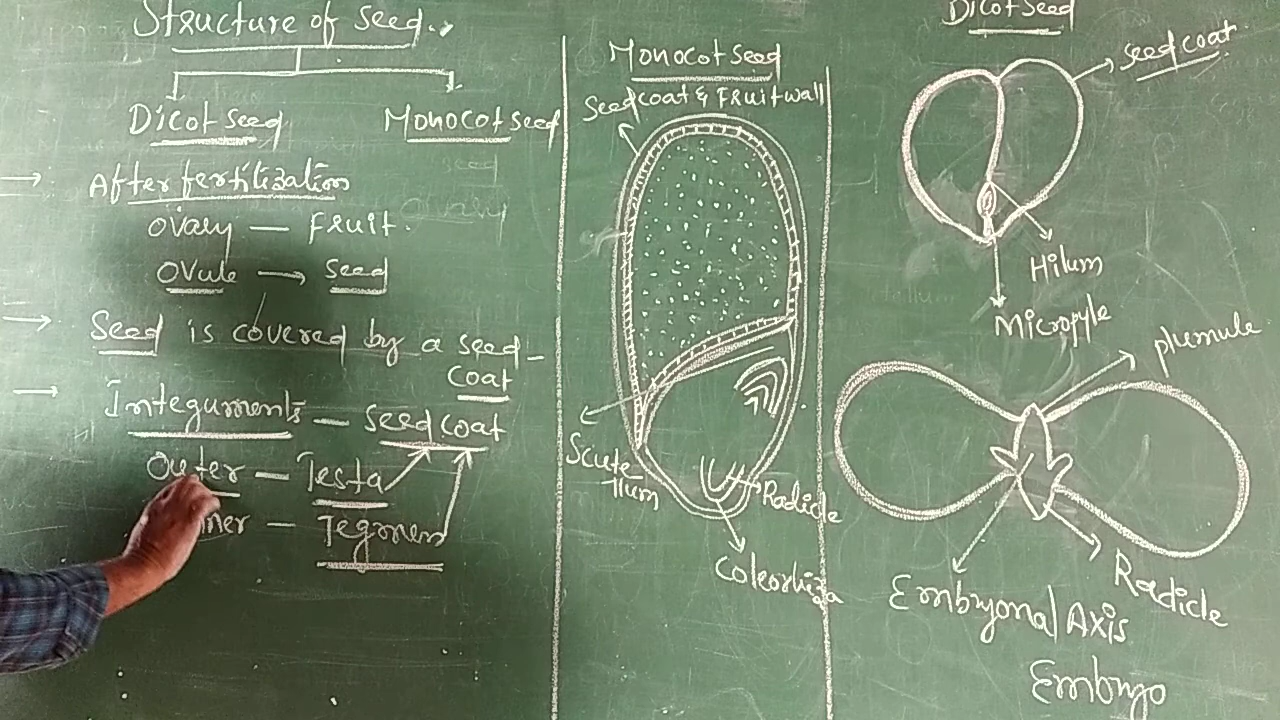 Structure of seed.
Dicot seed
Monocot seed
After fertilization
Ovary — Fruit.
Ovule → seed
Seed is covered by a seed-
coat
Integuments — seed coat
Outer — Testa
Inner — Tegmen
Monocot seed
Seed coat & Fruit wall
Scute
llum
Radicle
Coleorhiza
Dicot seed
seed coat
Hilum
Micropyle
plumule
Radicle
Embryonal Axis
Embryo